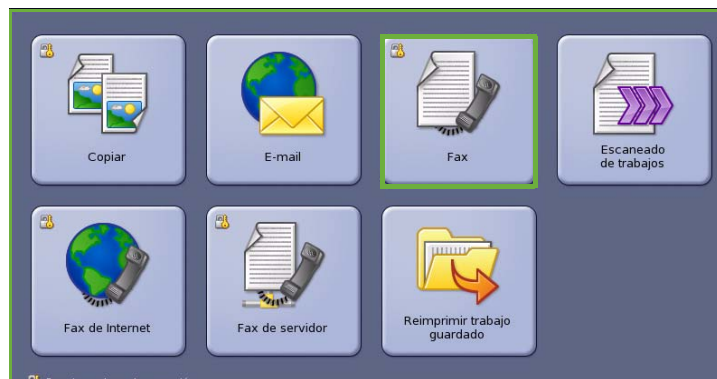 Copiar
E-mail
Fax
Escaneado
de trabajos
Fax de Internet
Fax de servidor
Reimprimir trabajo
guardado